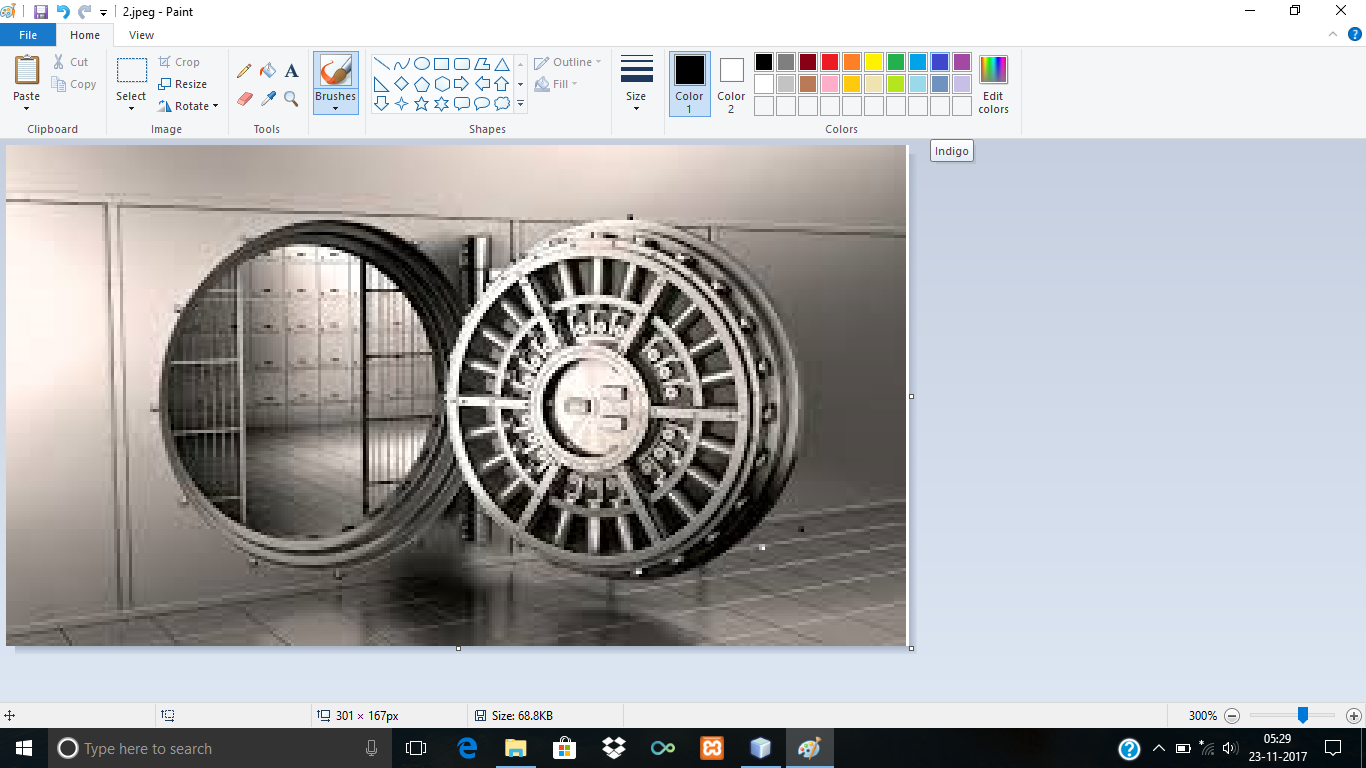 2.jpeg - Paint
File Home View
Paste Cut Copy
Select Crop Resize Rotate
A
Brushes
Outline Fill
Size
Color 1
Color 2
Edit colors
Clipboard Image Tools Shapes Colors
Indigo
301 × 167px Size: 68.8KB 300%
Type here to search
05:29
23-11-2017